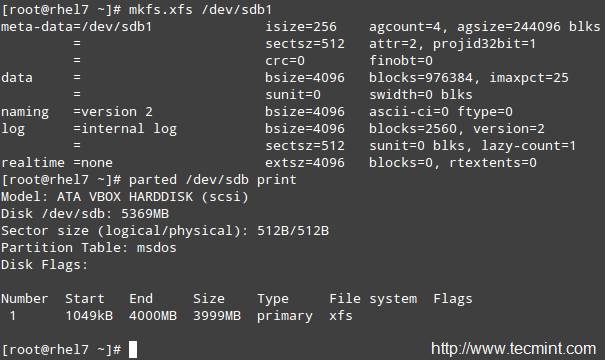 [root@rhel7 ~]# mkfs.xfs /dev/sdb1
meta-data=/dev/sdb1              isize=256    agcount=4, agsize=244096 blks
         =                       sectsz=512   attr=2, projid32bit=1
         =                       crc=0        finobt=0
data     =                       bsize=4096   blocks=976384, imaxpct=25
         =                       sunit=0      swidth=0 blks
naming   =version 2              bsize=4096   ascii-ci=0 ftype=0
log      =internal log           bsize=4096   blocks=2560, version=2
         =                       sectsz=512   sunit=0 blks, lazy-count=1
realtime =none                   extsz=4096   blocks=0, rtextents=0
[root@rhel7 ~]# parted /dev/sdb print
Model: ATA VBOX HARDDISK (scsi)
Disk /dev/sdb: 5369MB
Sector size (logical/physical): 512B/512B
Partition Table: msdos
Disk Flags:
Number  Start   End     Size    Type     File system  Flags
 1      1049kB  4000MB  3999MB  primary  xfs
[root@rhel7 ~]#
http://www.tecmint.com